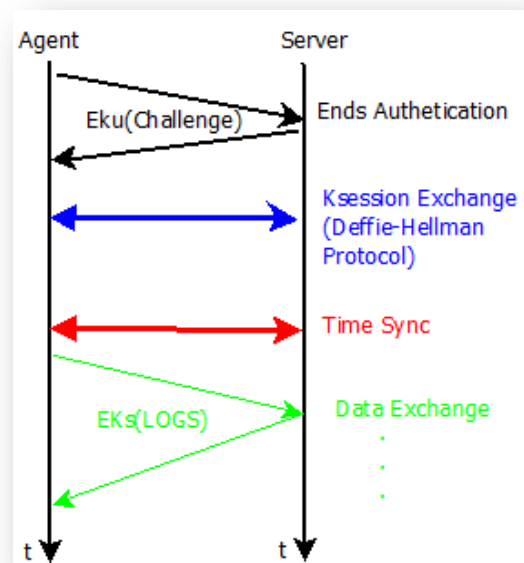 Agent
Server
Eku(Challenge)
Ends Authetication
Ksession Exchange
(Deffie-Hellman
Protocol)
Time Sync
EKs(LOGS)
Data Exchange
.
.
.
t
t